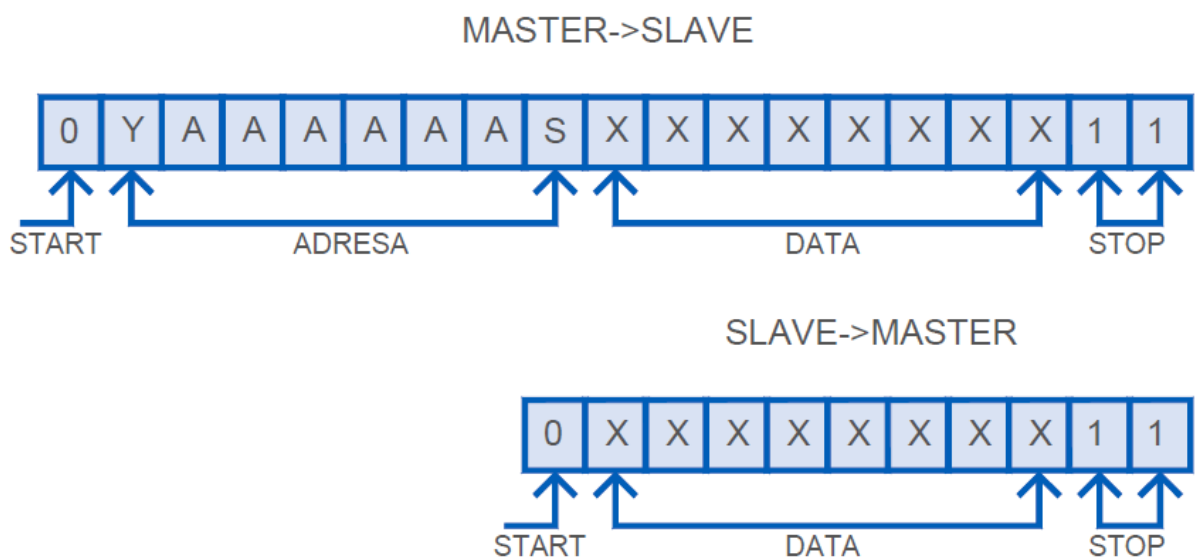 MASTER->SLAVE
0 Y A A A A A A S X X X X X X X X 1 1
START ADRESA DATA STOP
SLAVE->MASTER
0 X X X X X X X X 1 1
START DATA STOP